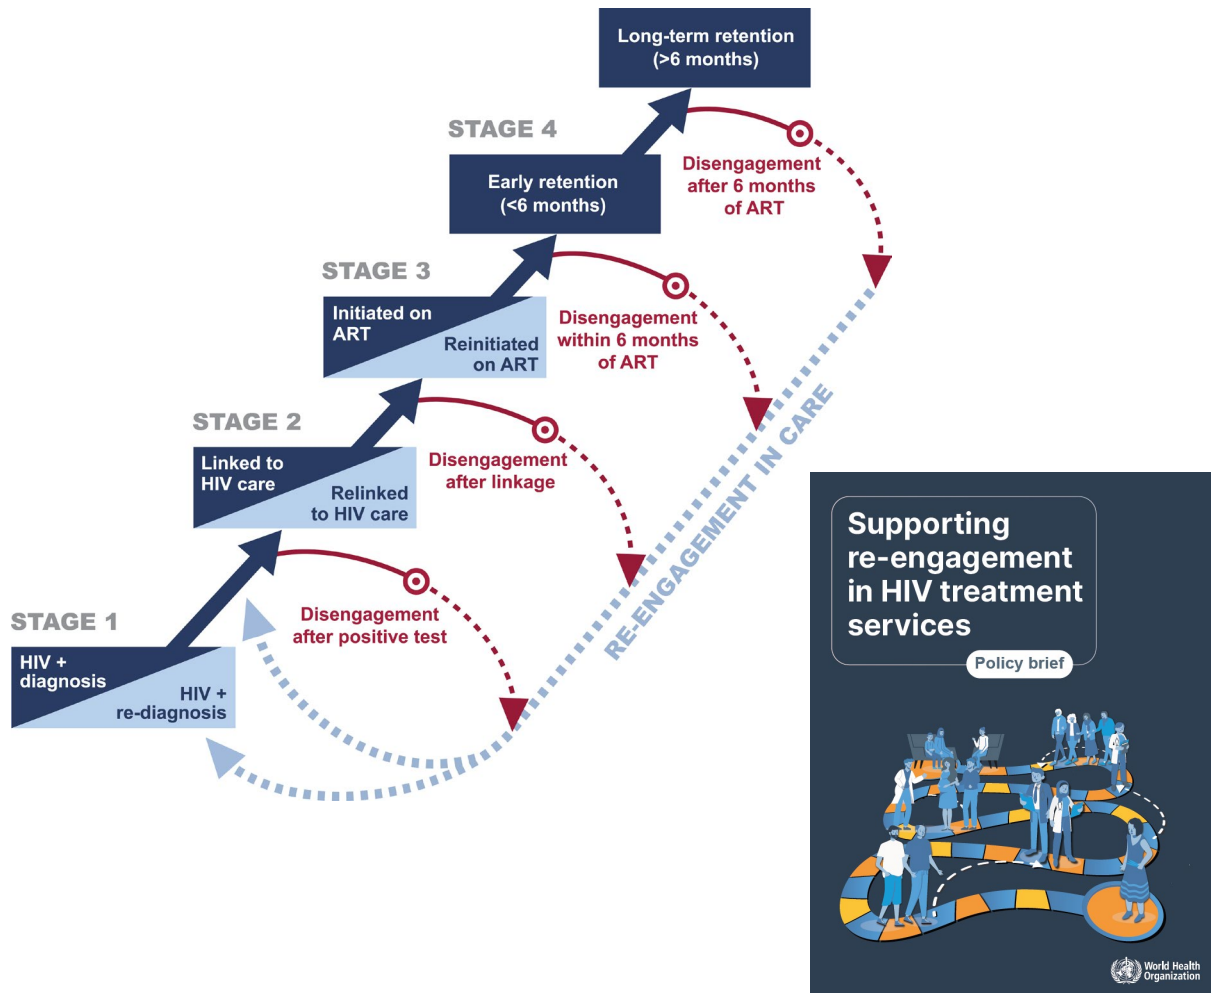 Long-term retention
(>6 months)
STAGE 4
Early retention
(<6 months)
Disengagement
after 6 months
of ART
STAGE 3
Initiated on
ART
Reinitiated
on ART
Disengagement
within 6 months
of ART
STAGE 2
Linked to
HIV care
Relinked
to HIV care
Disengagement
after linkage
RE-ENGAGEMENT IN CARE
STAGE 1
HIV +
diagnosis
HIV +
re-diagnosis
Disengagement
after positive test
Supporting
re-engagement
in HIV treatment
services
Policy brief
World Health
Organization